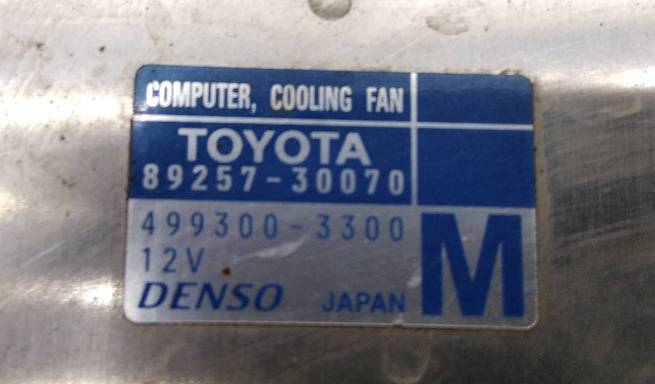 COMPUTER, COOLING FAN
TOYOTA
89257-30070
499300-3300
12V
DENSO JAPAN M